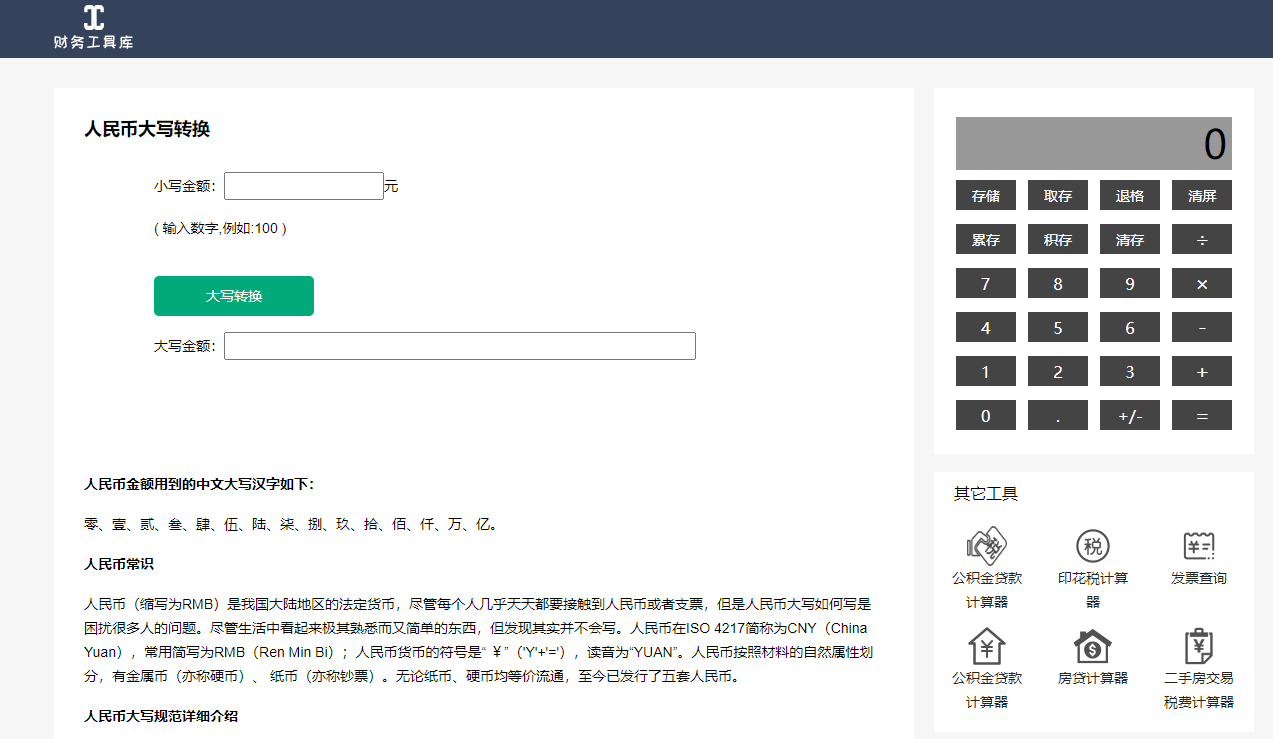 财务工具库
人民币大写转换
小写金额：
元
( 输入数字,例如:100 )
大写转换
大写金额：
人民币金额用到的中文大写汉字如下：
零、壹、贰、叁、肆、伍、陆、柒、捌、玖、拾、佰、仟、万、亿。
人民币常识
人民币（缩写为RMB）是我国大陆地区的法定货币，尽管每个人几乎天天都要接触到人民币或者支票，但是人民币大写如何写是
困扰很多人的问题。尽管生活中看起来极其熟悉而又简单的东西，但发现其实并不会写。人民币在ISO 4217简称为CNY（China
Yuan），常用简写为RMB（Ren Min Bi）；人民币货币的符号是“￥”（'Y'+'='），读音为“YUAN”。人民币按照材料的自然属性划
分，有金属币（亦称硬币）、 纸币（亦称钞票）。无论纸币、硬币均等价流通，至今已发行了五套人民币。
人民币大写规范详细介绍
0
存储 取存 退格 清屏
累存 积存 清存 ÷
7 8 9 ×
4 5 6 -
1 2 3 +
0 . +/- =
其它工具
税
公积金贷款
计算器
印花税计算
器
发票查询
公积金贷款
计算器
房贷计算器
二手房交易
税费计算器